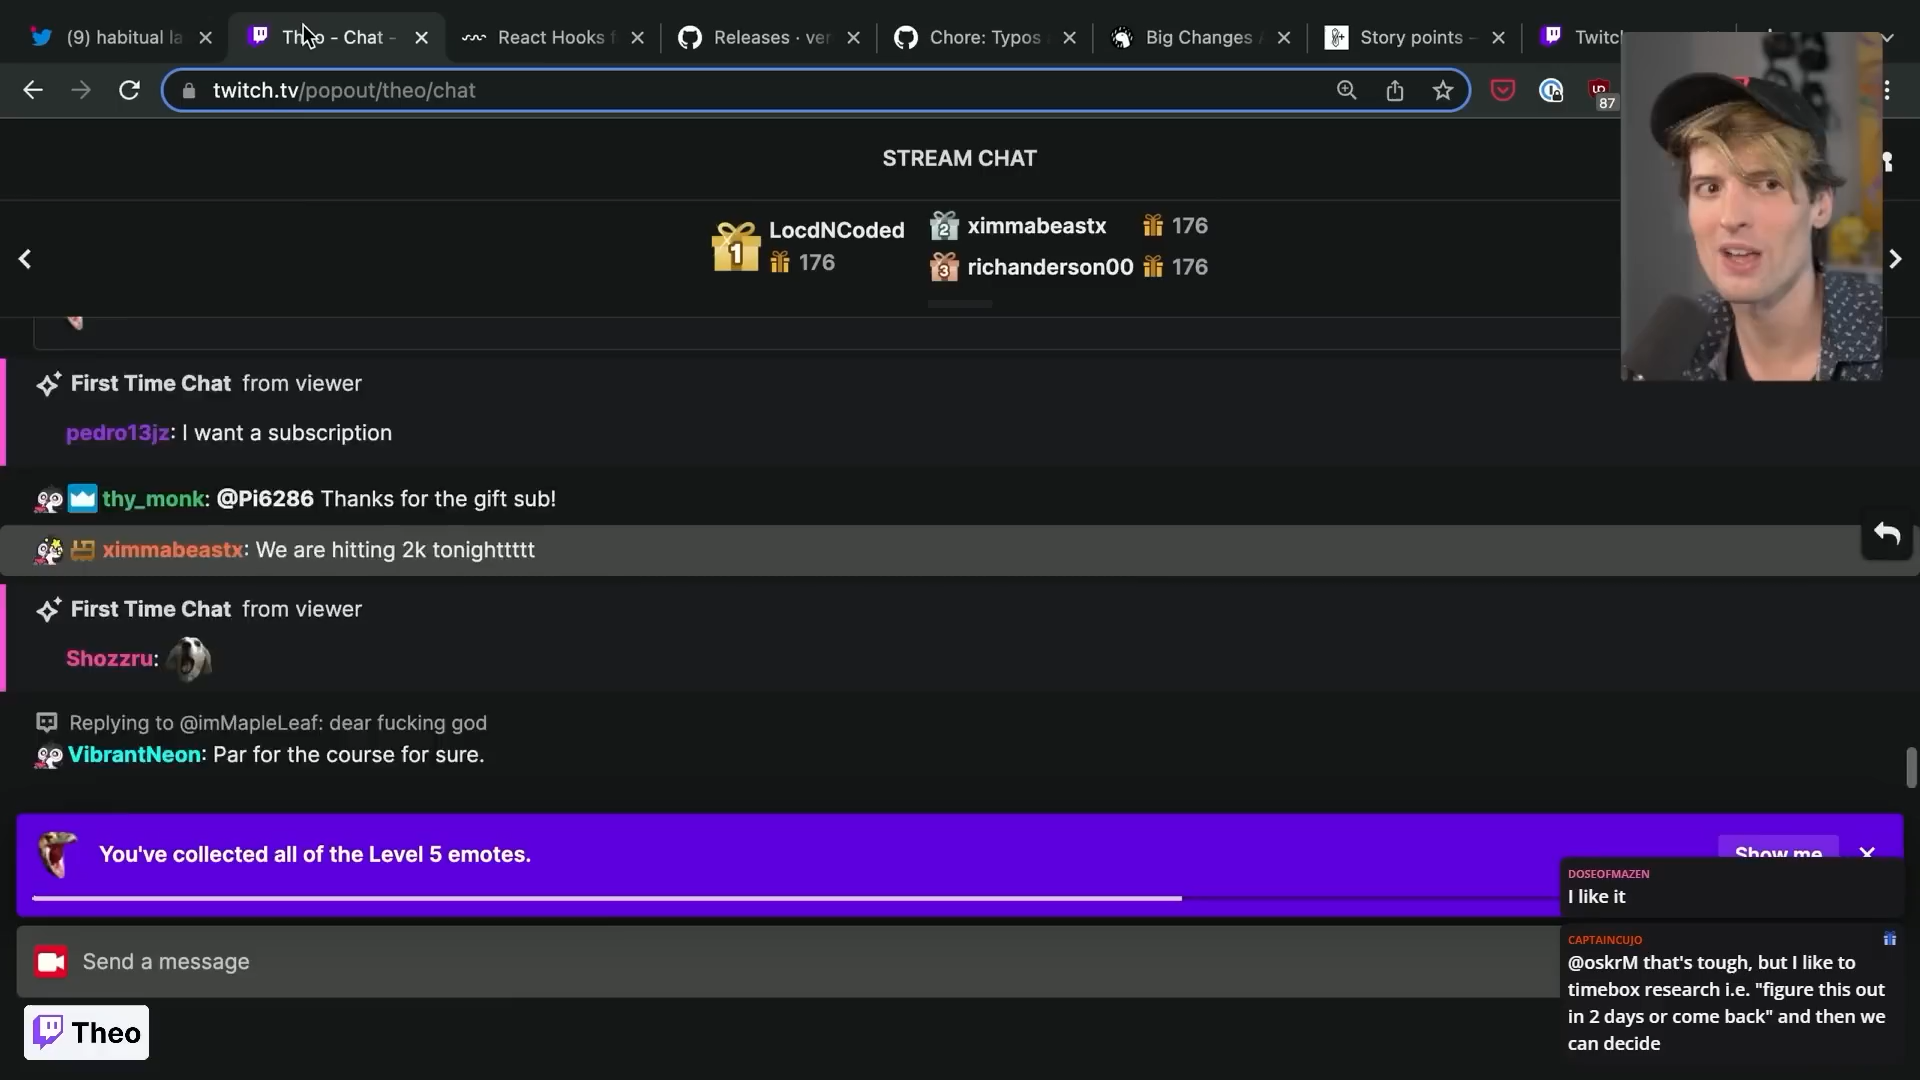 (9) habitual la
Theo - Chat -
React Hooks f
Releases · ver
Chore: Typos
Big Changes
Story points -
Twitc
twitch.tv/popout/theo/chat
87
STREAM CHAT
1
LocdNCoded
176
2
ximmabeastx
176
3
richanderson00
176
First Time Chat from viewer
pedro13jz: I want a subscription
thy_monk: @Pi6286 Thanks for the gift sub!
ximmabeastx: We are hitting 2k tonighttttt
First Time Chat from viewer
Shozzru:
Replying to @imMapleLeaf: dear fucking god
VibrantNeon: Par for the course for sure.
You've collected all of the Level 5 emotes.
Show me
DOSEOFMAZEN
I like it
Send a message
CAPTAINCUJO
@oskrM that's tough, but I like to
timebox research i.e. "figure this out
in 2 days or come back" and then we
can decide
Theo